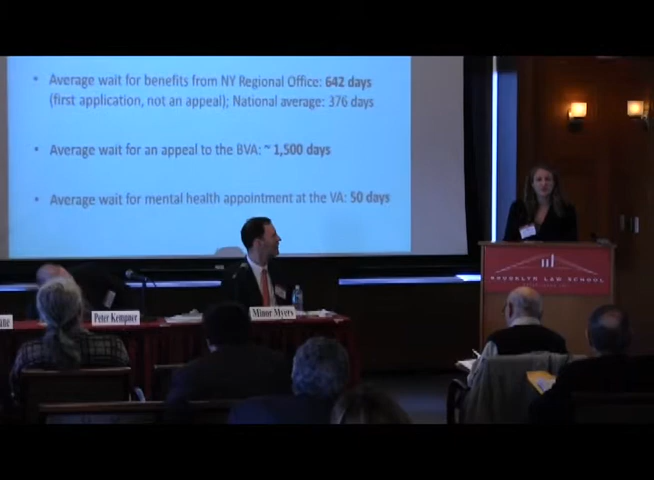 • Average wait for benefits from NY Regional Office: 642 days
(first application, not an appeal); National average: 376 days
• Average wait for an appeal to the BVA: ~ 1,500 days
• Average wait for mental health appointment at the VA: 50 days
Peter Kempner
Minor Myers
BROOKLYN LAW SCHOOL